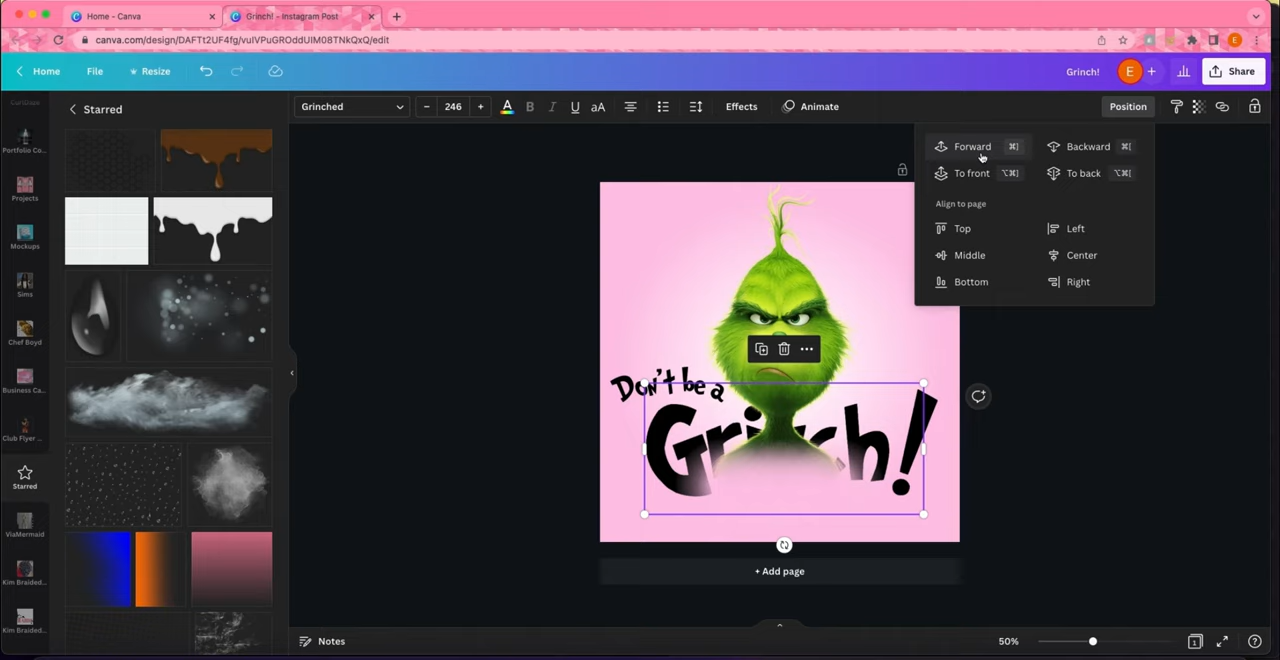 Home - Canva
Grinch! - Instagram Post
canva.com/design/DAFTt2UF4fg/vuIVPuGROddUIM08TNkQxQ/edit
E
Home File Resize
Grinch! E + Share
Starred
Grinched
- 246 + A B I U aA Effects Animate Position
Portfolio Co...
Projects
Mockups
Sims
Chef Boyd
Business Ca...
Club Flyer ...
Starred
ViaMermaid
Kim Braided...
Kim Braided...
Forward ⌘] Backward ⌘[
To front ⌥⌘] To back ⌥⌘[
Align to page
Top Left
Middle Center
Bottom Right
Don't be a
+ Add page
Notes
50%
1
?